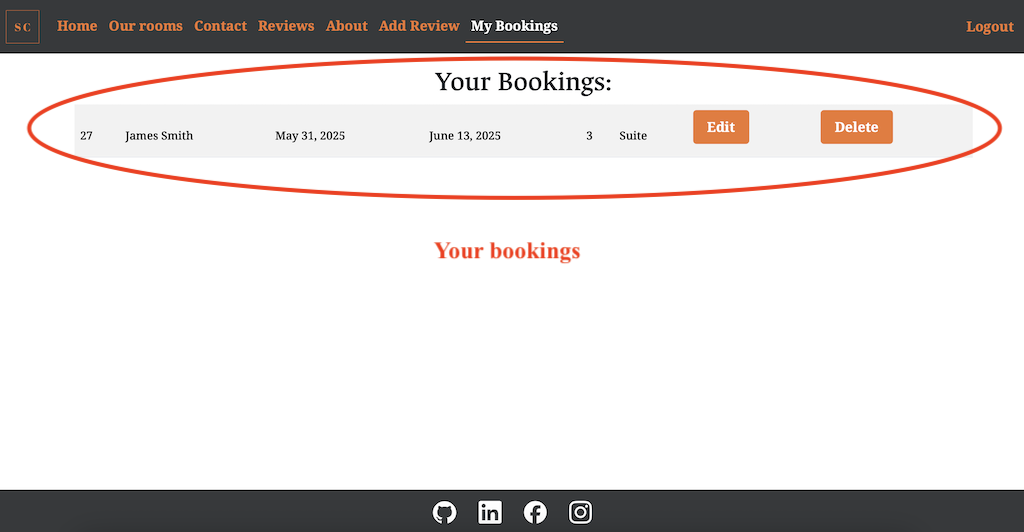 SC Home Our rooms Contact Reviews About Add Review My Bookings Logout
Your Bookings:
27 James Smith May 31, 2025 June 13, 2025 3 Suite Edit Delete
Your bookings